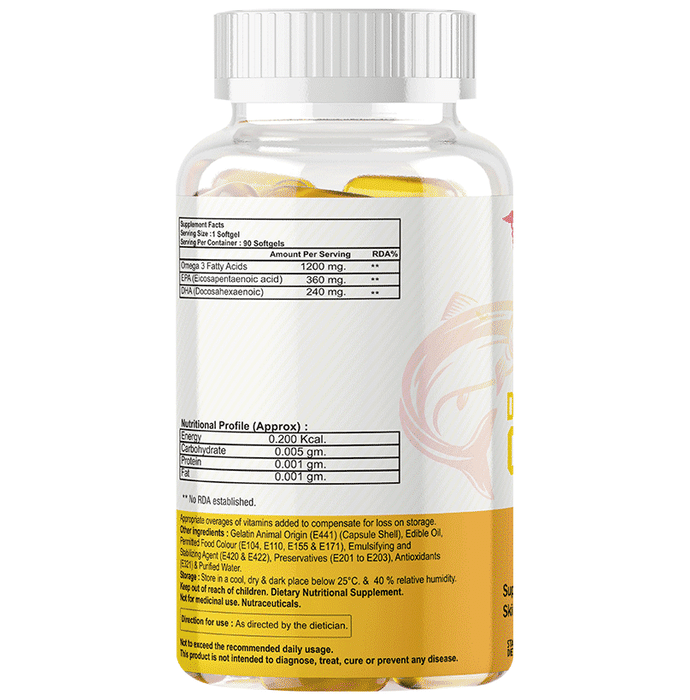 Supplement Facts
Serving Size :1 Softgel
Serving Per Container : 90 Softgels
Amount Per Serving RDA%
Omega 3 Fatty Acids 1200 mg. **
EPA (Eicosapentaenoic acid) 360 mg. **
DHA (Docosahexaenoic) 240 mg. **
Nutritional Profile (Approx) :
Energy 0.200 Kcal.
Carbohydrate 0.005 gm.
Protein 0.001 gm.
Fat 0.001 gm.
** No RDA established.
Appropriate overages of vitamins added to compensate for loss on storage.
Other ingredients : Gelatin Animal Origin (E441) (Capsule Shell), Edible Oil,
Permitted Food Colour (E104, E110, E155 & E171), Emulsifying and
Stabilizing Agent (E420 & E422), Preservatives (E201 to E203), Antioxidants
(E321) & Purified Water.
Storage : Store in a cool, dry & dark place below 25°C. & 40 % relative humidity.
Keep out of reach of children. Dietary Nutritional Supplement.
Not for medicinal use. Nutraceuticals.
Direction for use : As directed by the dietician.
Not to exceed the recommended daily usage.
This product is not intended to diagnose, treat, cure or prevent any disease.